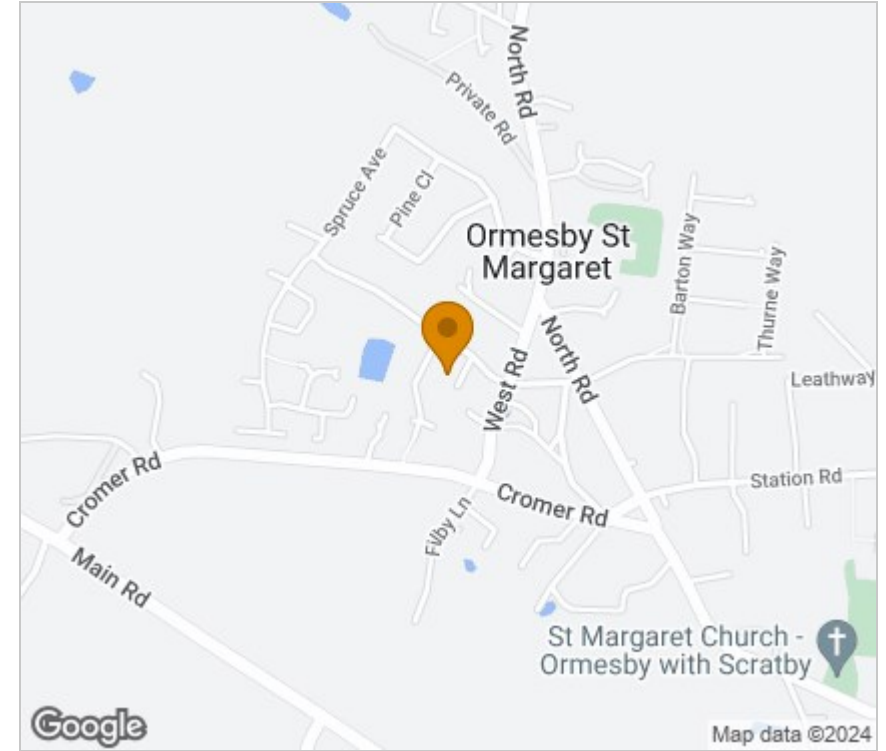 North Rd
Private Rd
Spruce Ave
Pine Cl
Ormesby St
Margaret
Barton Way
Thurne Way
North Rd
West Rd
Leathway
Cromer Rd
Station Rd
Cromer Rd
Filby Ln
Main Rd
St Margaret Church -
Ormesby with Scratby
Google
Map data ©2024